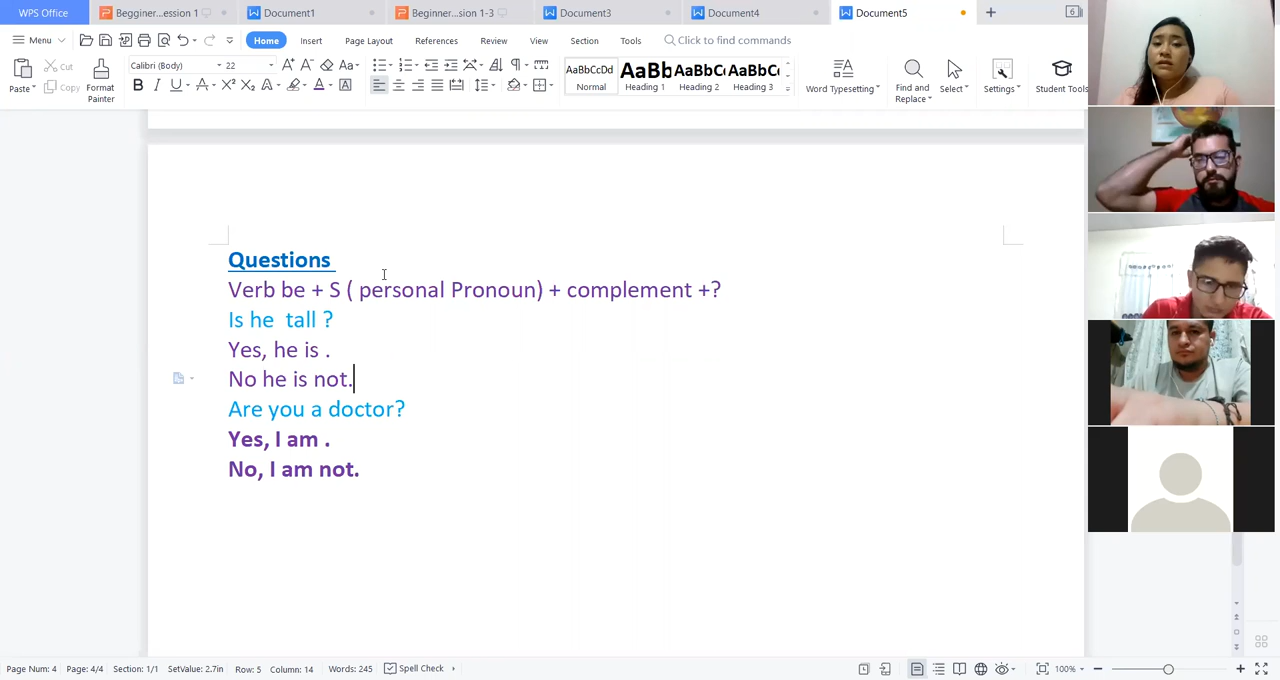 WPS Office Begginer...ession 1 Document1 Beginner...sion 1-3 Document3 Document4 Document5 + 6
Menu Home Insert Page Layout References Review View Section Tools Click to find commands
Paste Cut Copy Format Painter Calibri (Body) 22 Normal Heading 1 Heading 2 Heading 3 Word Typesetting Find and Replace Select Settings Student Tools
AaBbCcDd AaBb AaBbCc AaBbCc
Questions
Verb be + S ( personal Pronoun) + complement +?
Is he  tall ?
Yes, he is .
No he is not.
Are you a doctor?
Yes, I am .
No, I am not.
Page Num: 4 Page: 4/4 Section: 1/1 SetValue: 2.7in Row: 5 Column: 14 Words: 245 Spell Check 100%